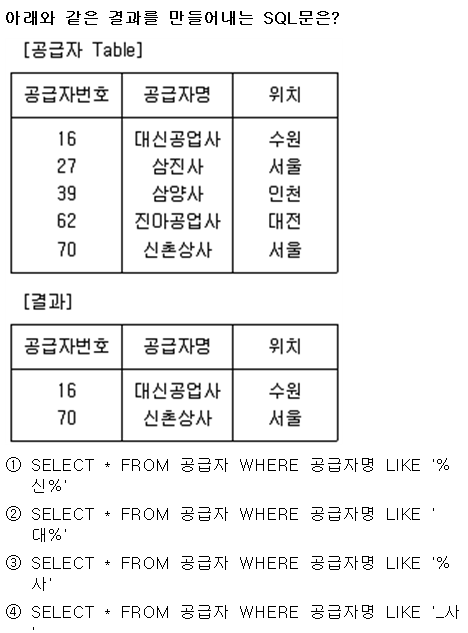 아래와 같은 결과를 만들어내는 SQL문은?
[공급자 Table]
공급자번호 공급자명 위치
16 대신공업사 수원
27 삼진사 서울
39 삼양사 인천
62 진아공업사 대전
70 신촌상사 서울
[결과]
공급자번호 공급자명 위치
16 대신공업사 수원
70 신촌상사 서울
① SELECT * FROM 공급자 WHERE 공급자명 LIKE '%
신%'
② SELECT * FROM 공급자 WHERE 공급자명 LIKE '
대%'
③ SELECT * FROM 공급자 WHERE 공급자명 LIKE '%
사'
④ SELECT * FROM 공급자 WHERE 공급자명 LIKE '_사
'